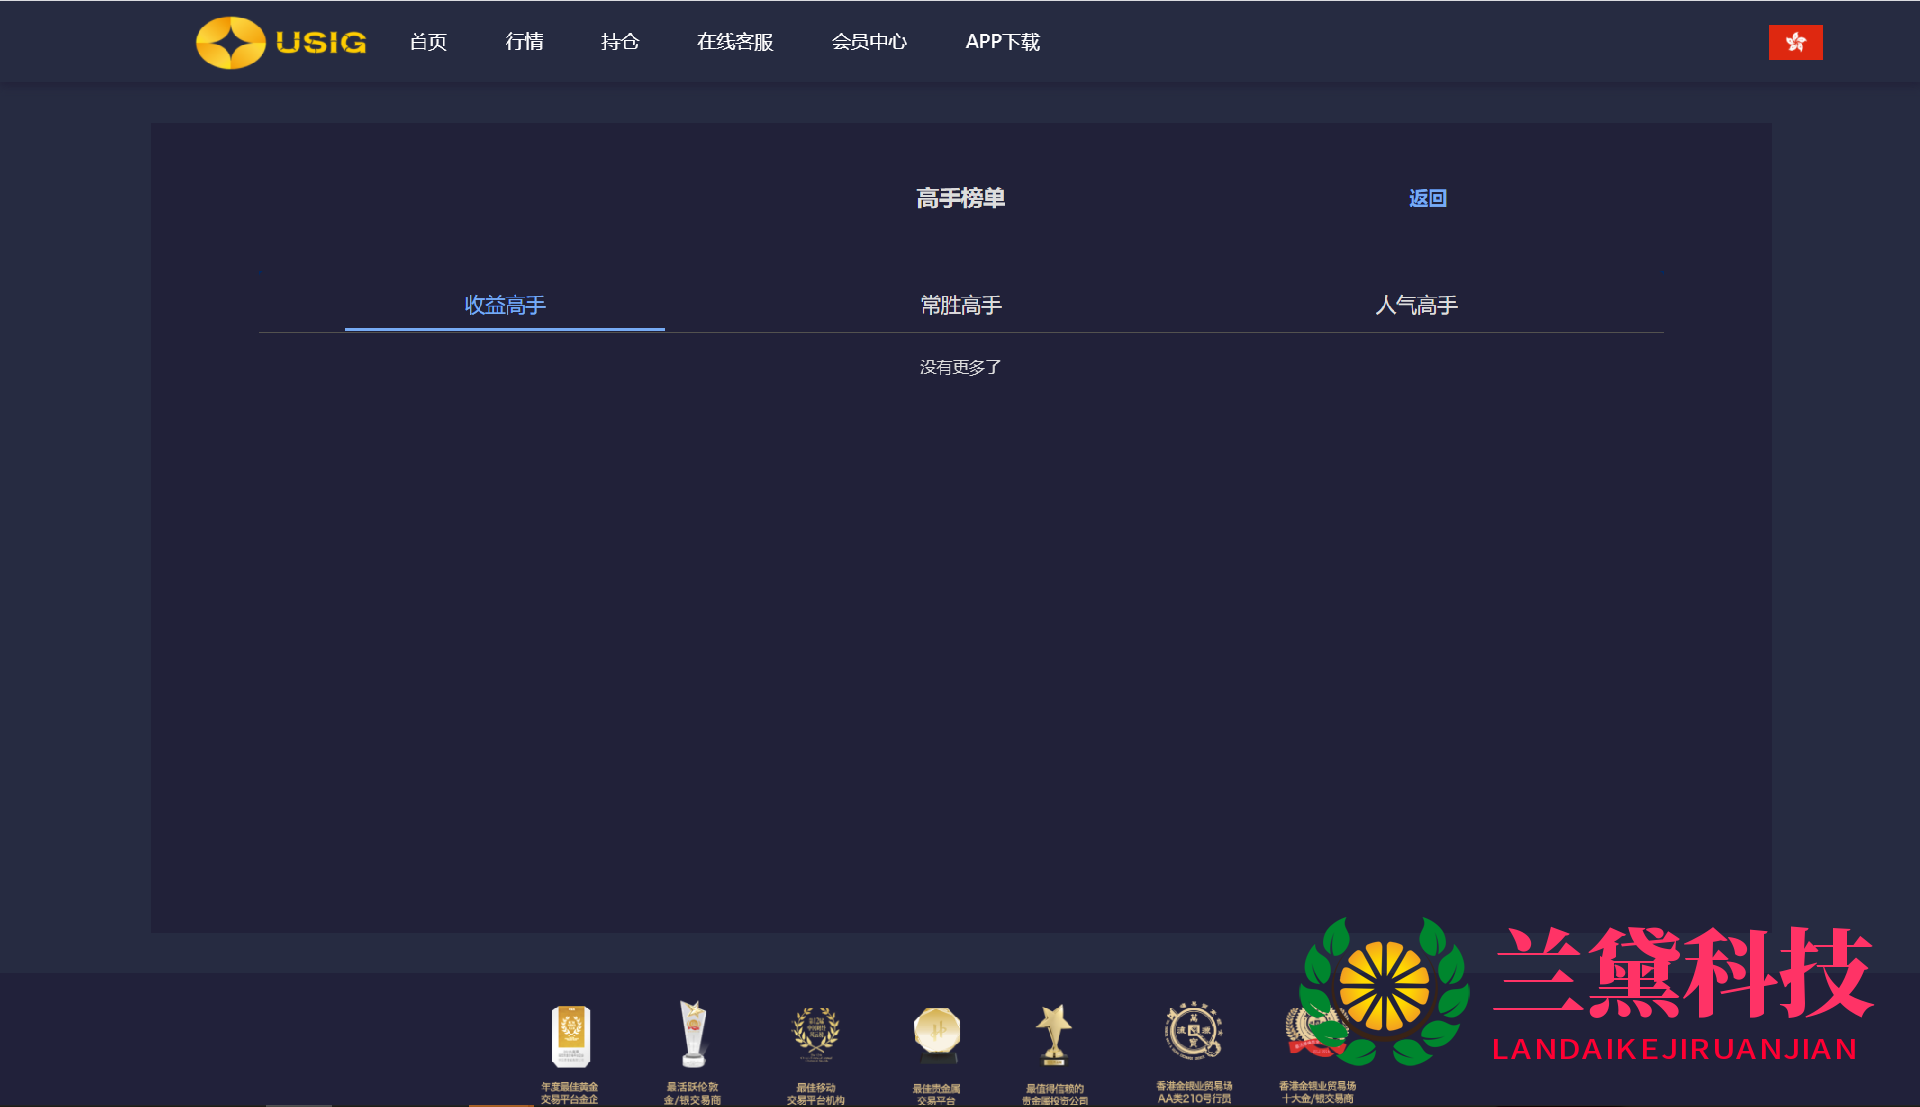 USIG 首页 行情 持仓 在线客服 会员中心 APP下载
高手榜单 返回
收益高手 常胜高手 人气高手
没有更多了
兰黛科技
LANDAIKEJIRUANJIAN
年度最佳黄金
交易平台金企
最活跃伦敦
金/银交易商
最佳移动
交易平台机构
最佳贵金属
交易平台
最值得信赖的
贵金属投资公司
香港金银业贸易场
AA类210号行员
香港金银业贸易场
十大金/银交易商